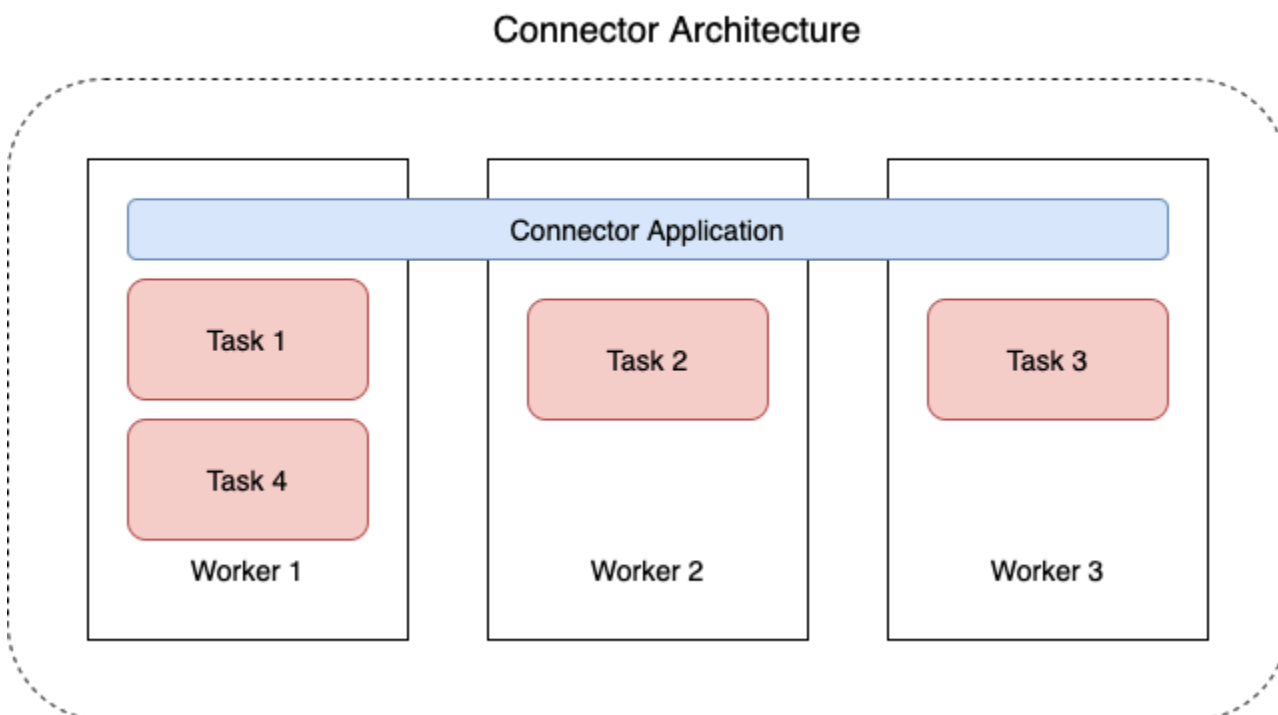 Connector Architecture
Connector Application
Task 1
Task 4
Worker 1
Task 2
Worker 2
Task 3
Worker 3